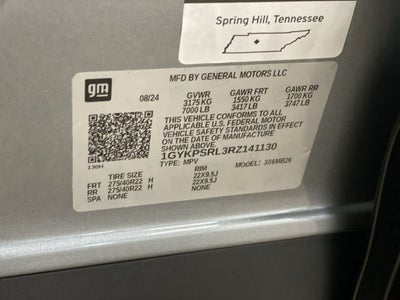 Spring Hill, Tennessee
gm
MFD BY GENERAL MOTORS LLC
08/24 GVWR GAWR FRT GAWR RR
3175 KG 1550 KG 1700 KG
7000 LB 3417 LB 3747 LB
THIS VEHICLE CONFORMS TO ALL
APPLICABLE U.S. FEDERAL MOTOR
VEHICLE SAFETY STANDARDS IN EFFECT
ON THE DATE OF MANUFACTURE
SHOWN ABOVE.
1GYKPSRL3RZ141130
TYPE: MPV MODEL: 306MB26
130H
TIRE SIZE RIM
FRT 275/40R22 H 22X9.5J
RR 275/40R22 H 22X9.5J
SPA NONE NONE